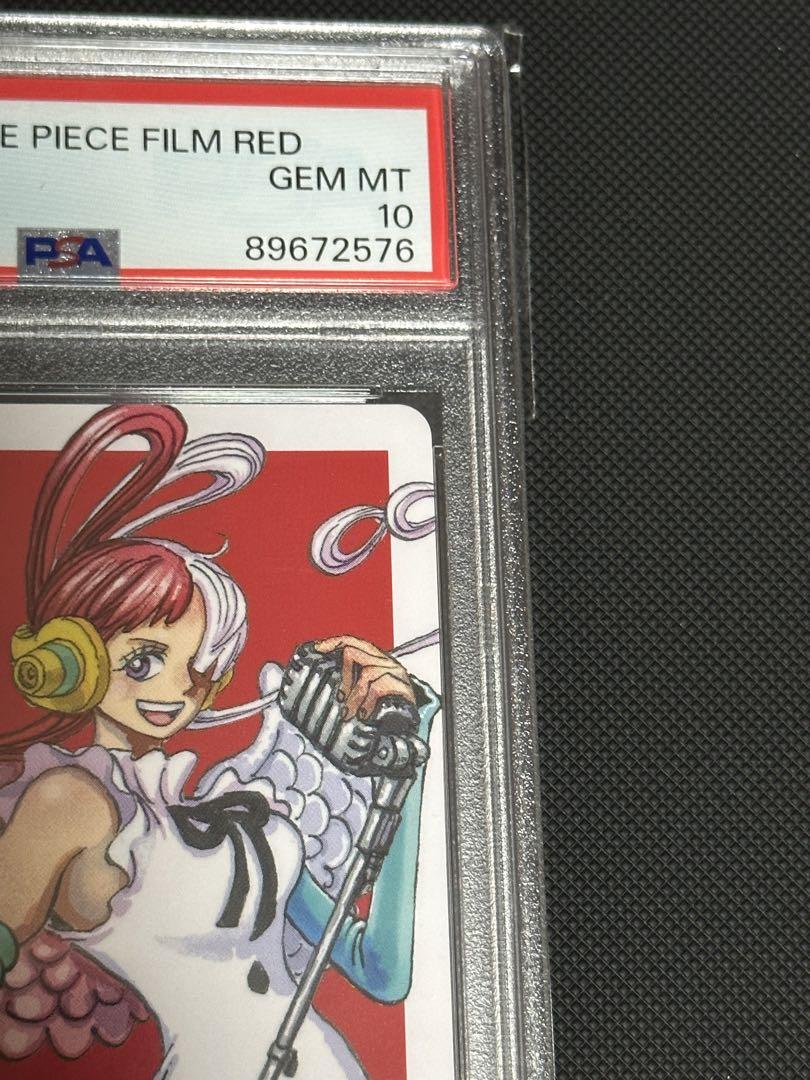 E PIECE FILM RED
GEM MT
10
PSA
89672576